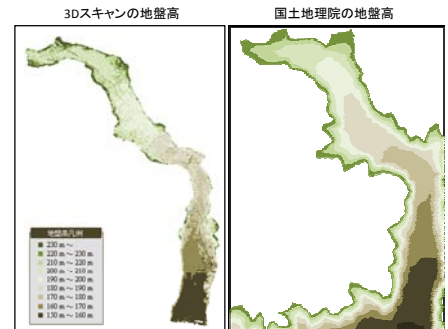 3Dスキャンの地盤高
国土地理院の地盤高
地盤高凡例
230 m～
220 m～ 230 m
210 m～ 220 m
200 m～ 210 m
190 m～ 200 m
180 m～ 190 m
170 m～ 180 m
160 m～ 170 m
150 m～ 160 m